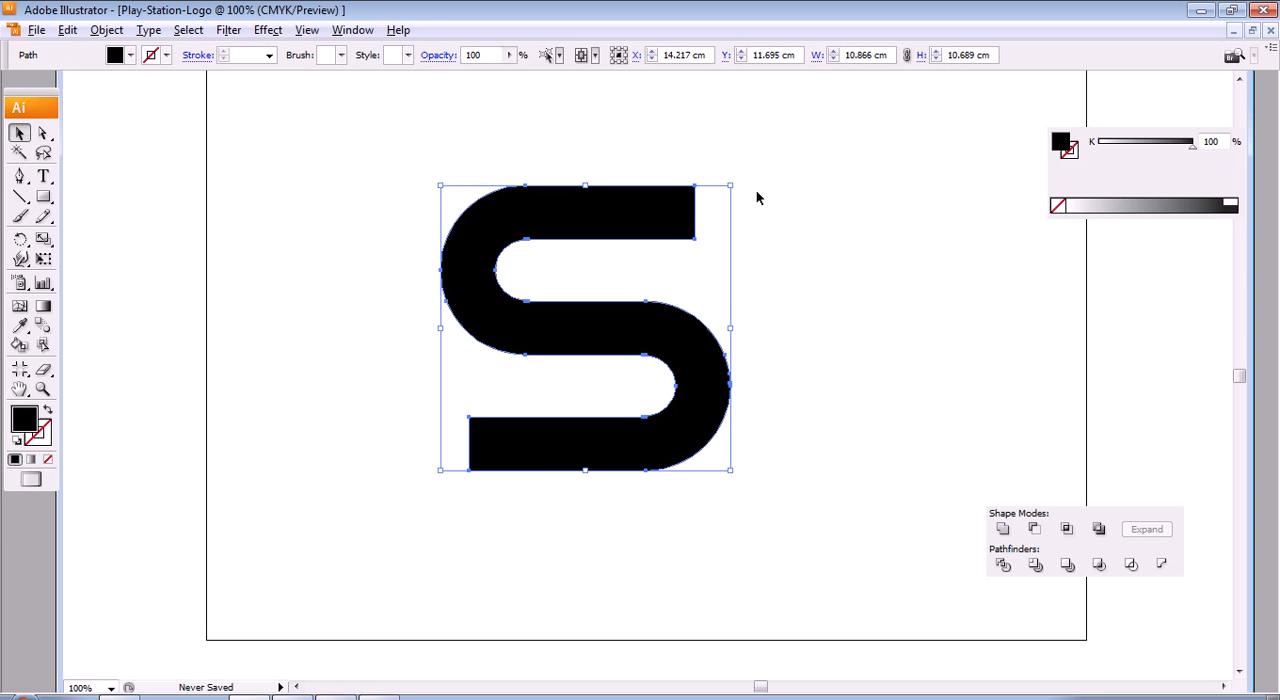 Adobe Illustrator - [Play-Station-Logo @ 100% (CMYK/Preview) ]
File Edit Object Type Select Filter Effect View Window Help
Path Stroke: Brush: Style: Opacity: 100 % X: 14.217 cm Y: 11.695 cm W: 10.866 cm H: 10.689 cm
Ai
K 100 %
S
Shape Modes:
Expand
Pathfinders:
100% Never Saved